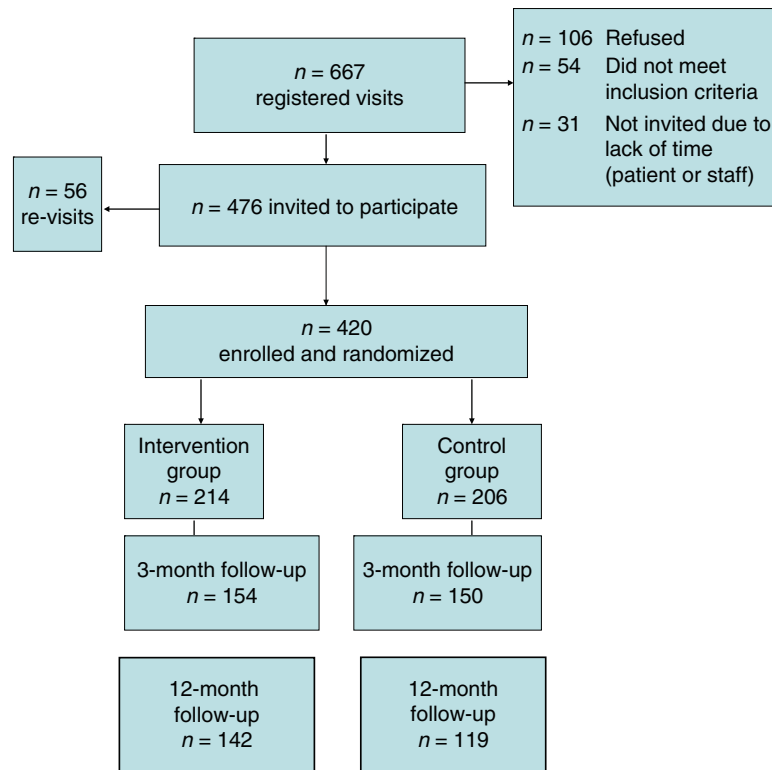 n = 667
registered visits
n = 106 Refused
n = 54 Did not meet
inclusion criteria
n = 31 Not invited due to
lack of time
(patient or staff)
n = 56
re-visits
n = 476 invited to participate
n = 420
enrolled and randomized
Intervention
group
n = 214
Control
group
n = 206
3-month follow-up
n = 154
3-month follow-up
n = 150
12-month
follow-up
n = 142
12-month
follow-up
n = 119